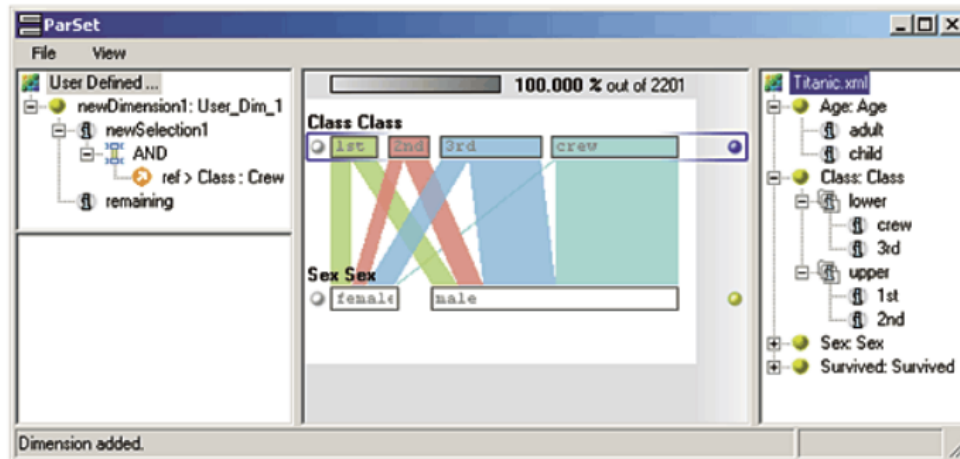 ParSet
File View
User Defined ...
newDimension1: User_Dim_1
newSelection1
AND
ref > Class : Crew
remaining
100.000 % out of 2201
Class Class
1st 2nd 3rd crew
Sex Sex
female male
Titanic.xml
Age: Age
adult
child
Class: Class
lower
crew
3rd
upper
1st
2nd
Sex: Sex
Survived: Survived
Dimension added.